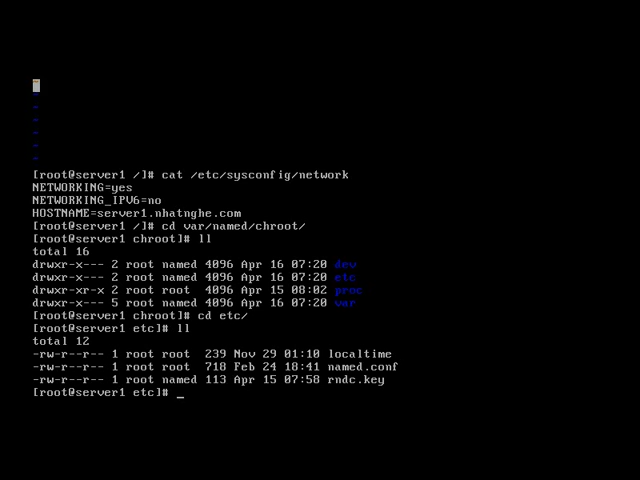 ~
~
~
~
~
~
[root@server1 /]# cat /etc/sysconfig/network
NETWORKING=yes
NETWORKING_IPV6=no
HOSTNAME=server1.nhatnghe.com
[root@server1 /]# cd var/named/chroot/
[root@server1 chroot]# ll
total 16
drwxr-x--- 2 root named 4096 Apr 16 07:20 dev
drwxr-x--- 2 root named 4096 Apr 16 07:20 etc
drwxr-xr-x 2 root root  4096 Apr 15 08:02 proc
drwxr-x--- 5 root named 4096 Apr 16 07:20 var
[root@server1 chroot]# cd etc/
[root@server1 etc]# ll
total 12
-rw-r--r-- 1 root root  239 Nov 29 01:10 localtime
-rw-r--r-- 1 root root  718 Feb 24 18:41 named.conf
-rw-r--r-- 1 root named 113 Apr 15 07:58 rndc.key
[root@server1 etc]# _